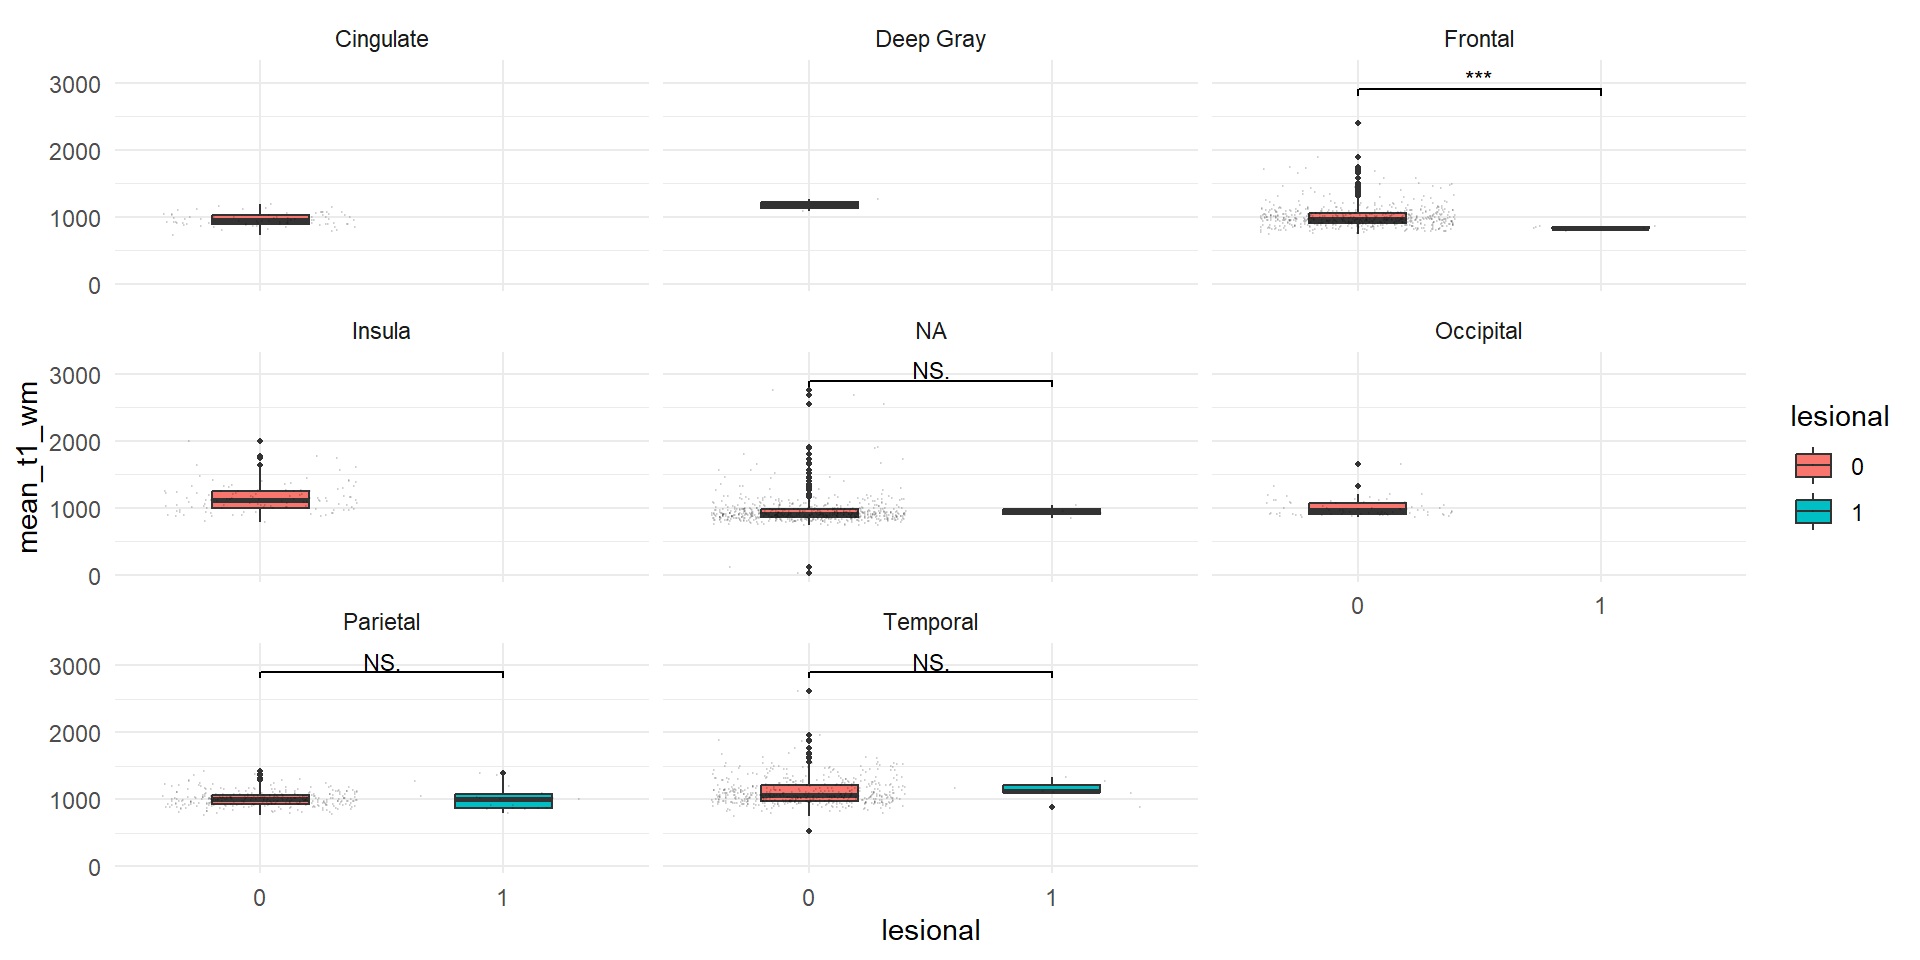 Cingulate
Deep Gray
Frontal
3000
2000
1000
0
***
Insula
NA
Occipital
3000
2000
1000
0
NS.
0
1
Parietal
Temporal
3000
2000
1000
0
NS.
NS.
0
1
0
1
lesional
mean_t1_wm
lesional
0
1